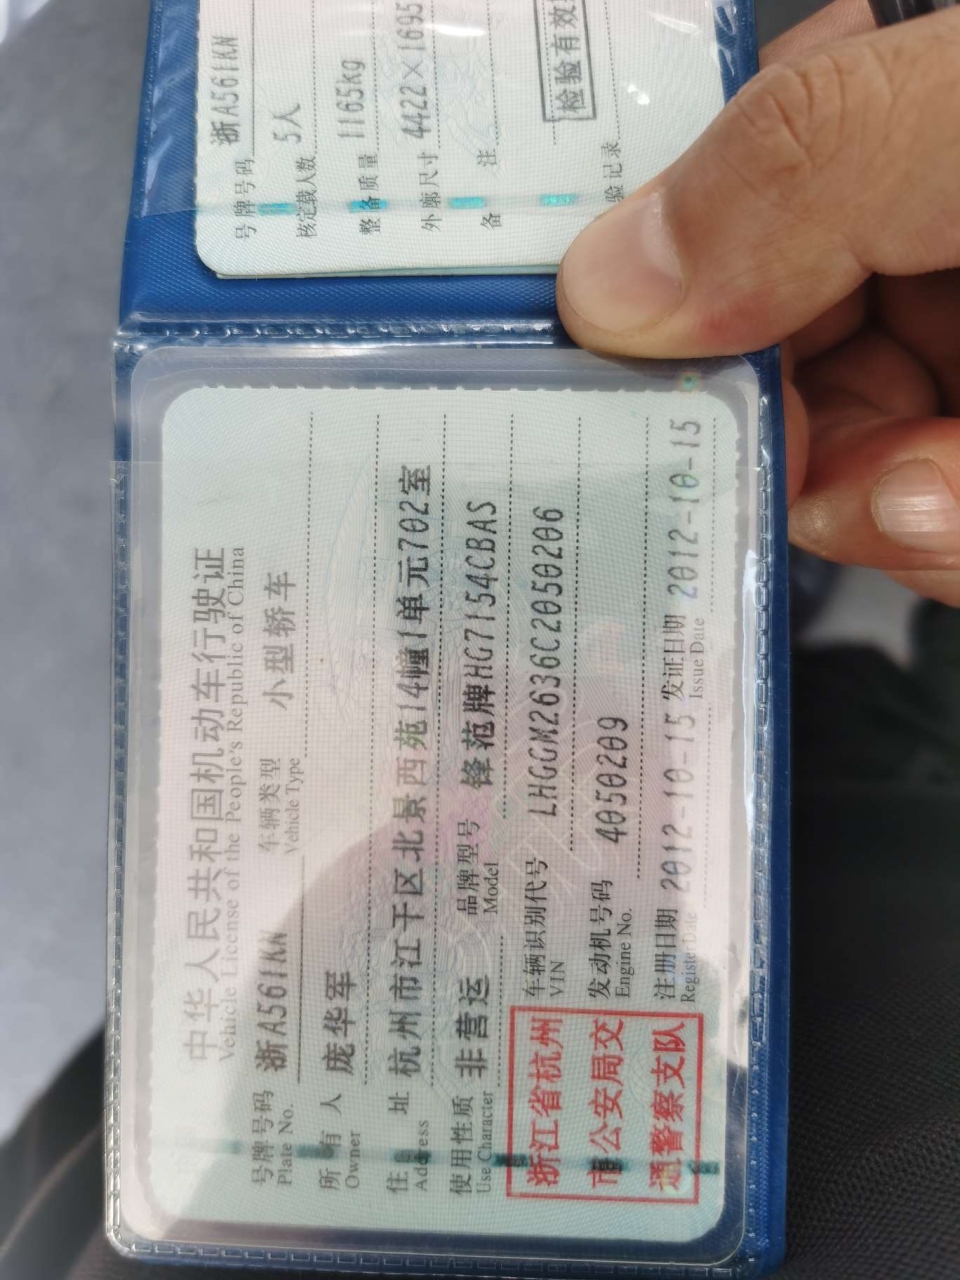 中华人民共和国机动车行驶证
Vehicle License of the People's Republic of China
号牌号码 浙A561KN 车辆类型 小型轿车
Plate No. Vehicle Type
所有人 庞华军
Owner
住址 杭州市江干区北景西苑14幢1单元702室
Address
使用性质 非营运 品牌型号 锋范牌HG7154CBAS
Use Character Model
车辆识别代号 LHGGM2636C2050206
VIN
发动机号码 4050209
Engine No.
注册日期 2012-10-15 发证日期 2012-10-15
Register Date Issue Date
浙江省杭州
市公安局交
通警察支队
号牌号码 浙A561KN
核定载人数 5人
整备质量 1165kg
外廓尺寸 4422×1695
备注
验记录
检验有效